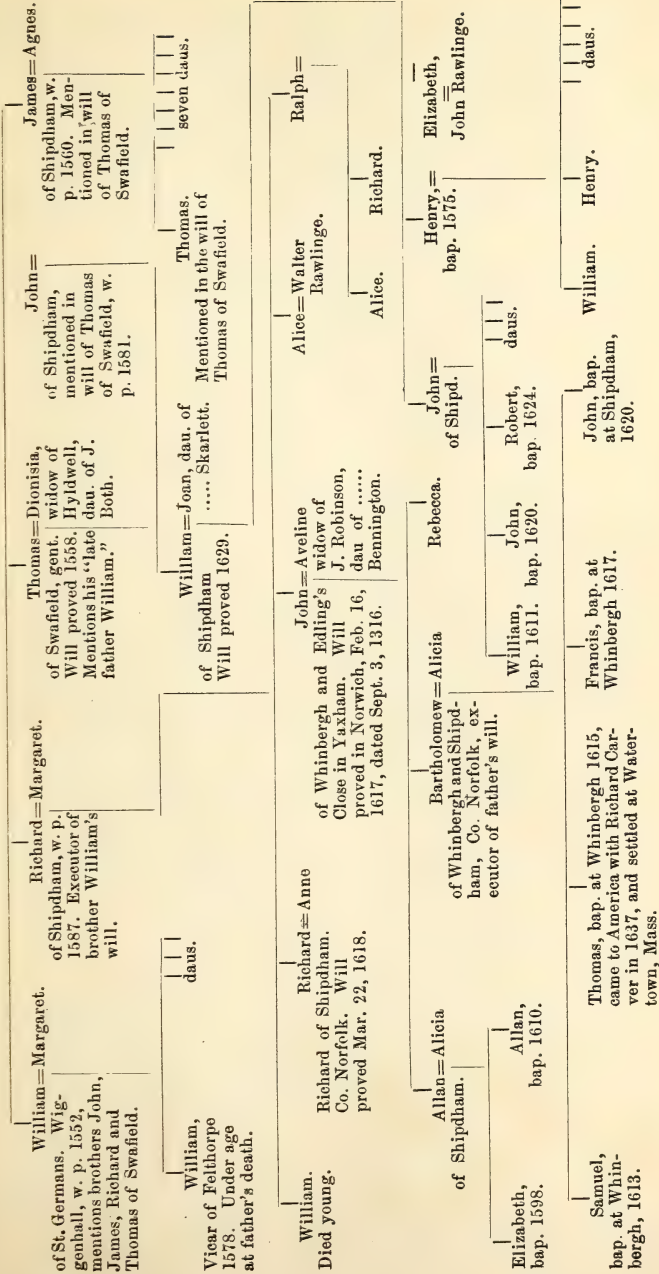 William=Margaret.
of St. Germans. Wig-
genhall, w. p. 1552,
mentions brothers John,
James, Richard and
Thomas of Swafield.
Richard=Margaret.
of Shipdham, w. p.
1587. Executor of
brother William's
will.
Thomas=Dionisia,
of Swafield, gent. widow of
Will proved 1558. Hyldwell,
Mentions his "late dau. of J.
father William." Both.
John=
of Shipdham,
mentioned in
will of Thomas
of Swafield, w.
p. 1581.
James=Agnes.
of Shipdham, w.
p. 1560. Men-
tioned in will
of Thomas of
Swafield.
William,
Vicar of Felthorpe
1578. Under age
at father's death.
daus.
Willlam=Joan, dau. of
of Shipdham ..... Skarlett.
Will proved 1629.
Thomas.
Mentioned in the will of
Thomas of Swafield.
seven daus.
William.
Died young.
Richard=Anne
Richard of Shipdham.
Co. Norfolk. Will
proved Mar. 22, 1618.
John=Aveline
of Whinbergh and Edling's widow of
Close in Yaxham. Will J. Robinson,
proved in Norwich, Feb. 16, dau of ......
1617, dated Sept. 3, 1316. Bennington.
Alice=Walter
Rawlinge.
Ralph=
Alice. Richard.
Allan=Alicia
of Shipdham.
Bartholomew=Alicia
of Whinbergh and Shipd-
ham, Co. Norfolk, ex-
ecutor of father's will.
Rebecca.
John=
of Shipd.
Henry,=
bap. 1575.
Elizabeth,
=
John Rawlinge.
Elizabeth,
bap. 1598.
Allan,
bap. 1610.
William,
bap. 1611.
John,
bap. 1620.
Robert,
bap. 1624.
daus.
Samuel,
bap. at Whin-
bergh, 1613.
Thomas, bap. at Whinbergh 1615,
came to America with Richard Car-
ver in 1637, and settled at Water-
town, Mass.
Francis, bap. at
Whinbergh 1617.
John, bap.
at Shipdham,
1620.
William. Henry.
daus.